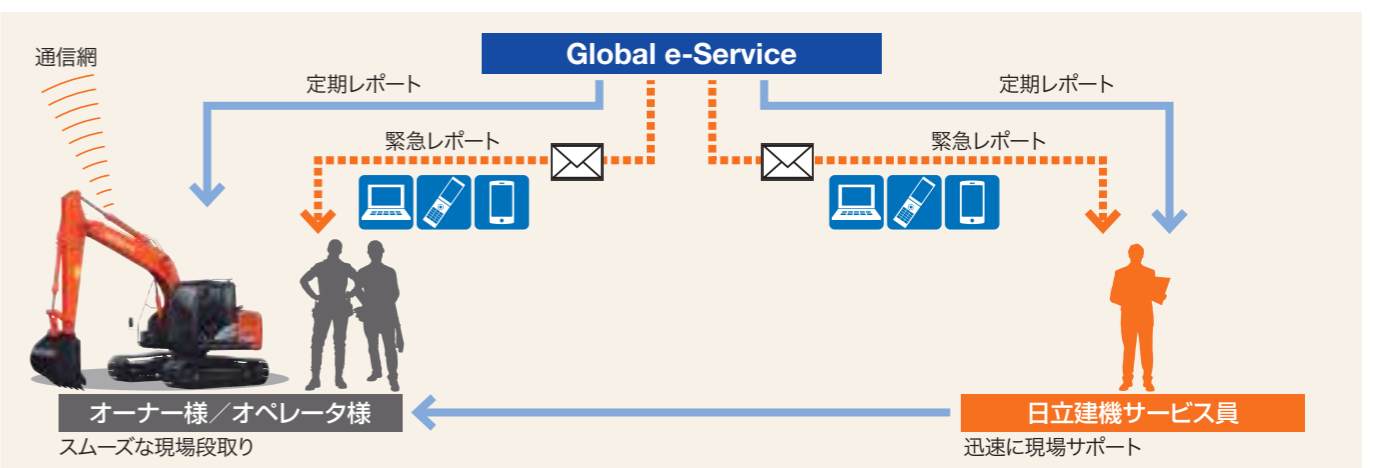 通信網
Global e-Service
定期レポート
定期レポート
緊急レポート
緊急レポート
オーナー様／オペレータ様
日立建機サービス員
スムーズな現場段取り
迅速に現場サポート